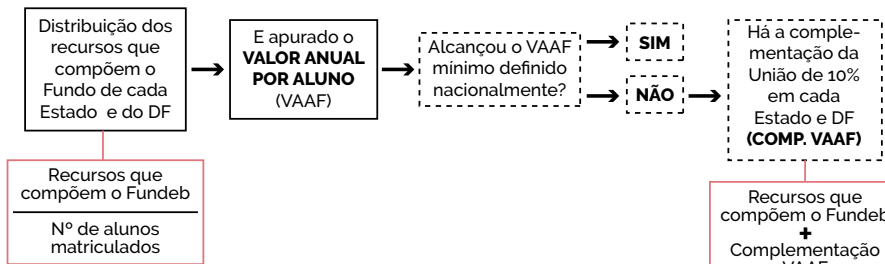 Distribuição dos
recursos que
compõem o
Fundo de cada
Estado e do DF
E apurado o
VALOR ANUAL
POR ALUNO
(VAAF)
Alcançou o VAAF
mínimo definido
nacionalmente?
SIM
NÃO
Há a comple-
mentação da
União de 10%
em cada
Estado e DF
(COMP. VAAF)
Recursos que
compõem o Fundeb
Nº de alunos
matriculados
Recursos que
compõem o Fundeb
+
Complementação
VAAF